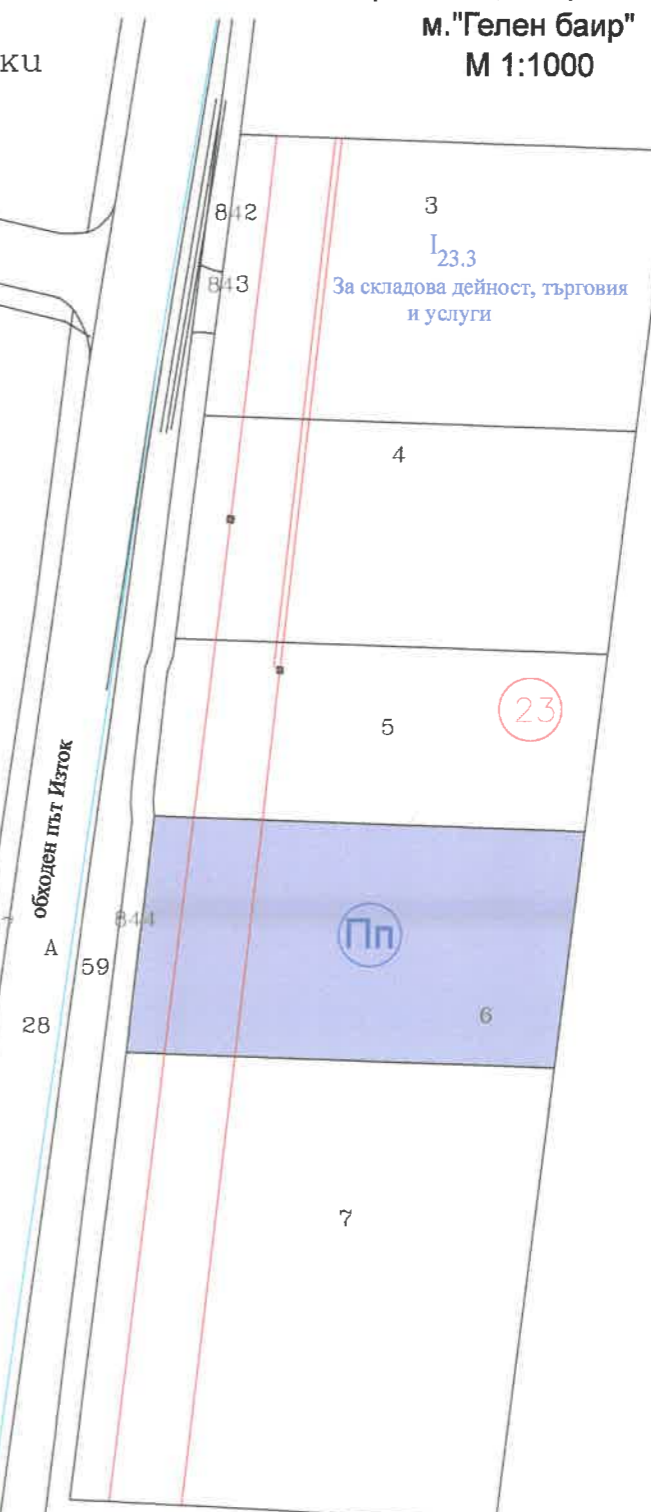 м."Гелен баир"
М 1:1000
ки
842
3
I23.3
843
За складова дейност, търговия
и услуги
4
23
5
обходен път Изток
844
Пп
А
59
6
28
7